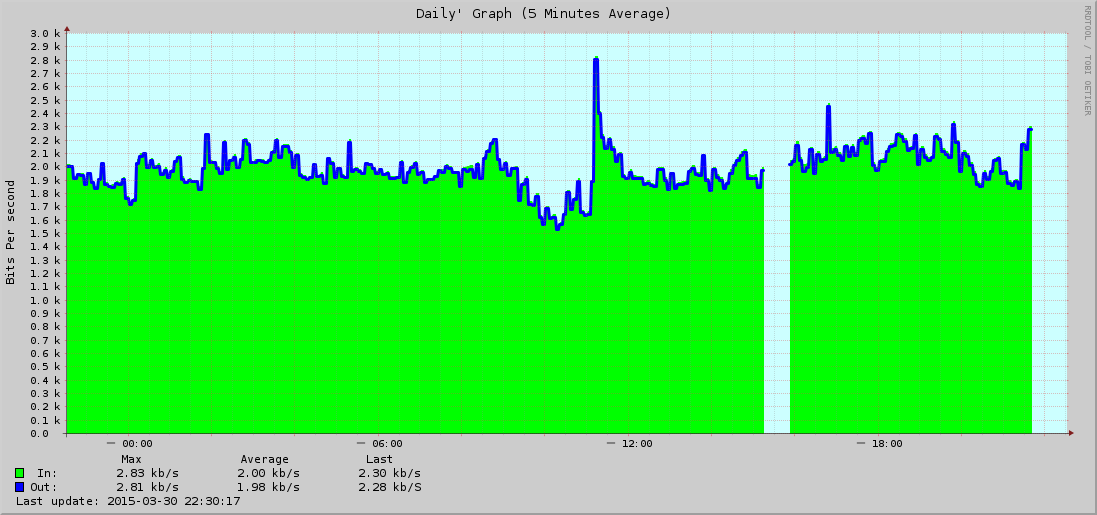 Daily' Graph (5 Minutes Average)
RRDTOOL / TOBI OETIKER
Bits Per second
3.0 k
2.9 k
2.8 k
2.7 k
2.6 k
2.5 k
2.4 k
2.3 k
2.2 k
2.1 k
2.0 k
1.9 k
1.8 k
1.7 k
1.6 k
1.5 k
1.4 k
1.3 k
1.2 k
1.1 k
1.0 k
0.9 k
0.8 k
0.7 k
0.6 k
0.5 k
0.4 k
0.3 k
0.2 k
0.1 k
0.0
00:00 06:00 12:00 18:00
Max Average Last
In: 2.83 kb/s 2.00 kb/s 2.30 kb/s
Out: 2.81 kb/s 1.98 kb/s 2.28 kb/S
Last update: 2015-03-30 22:30:17